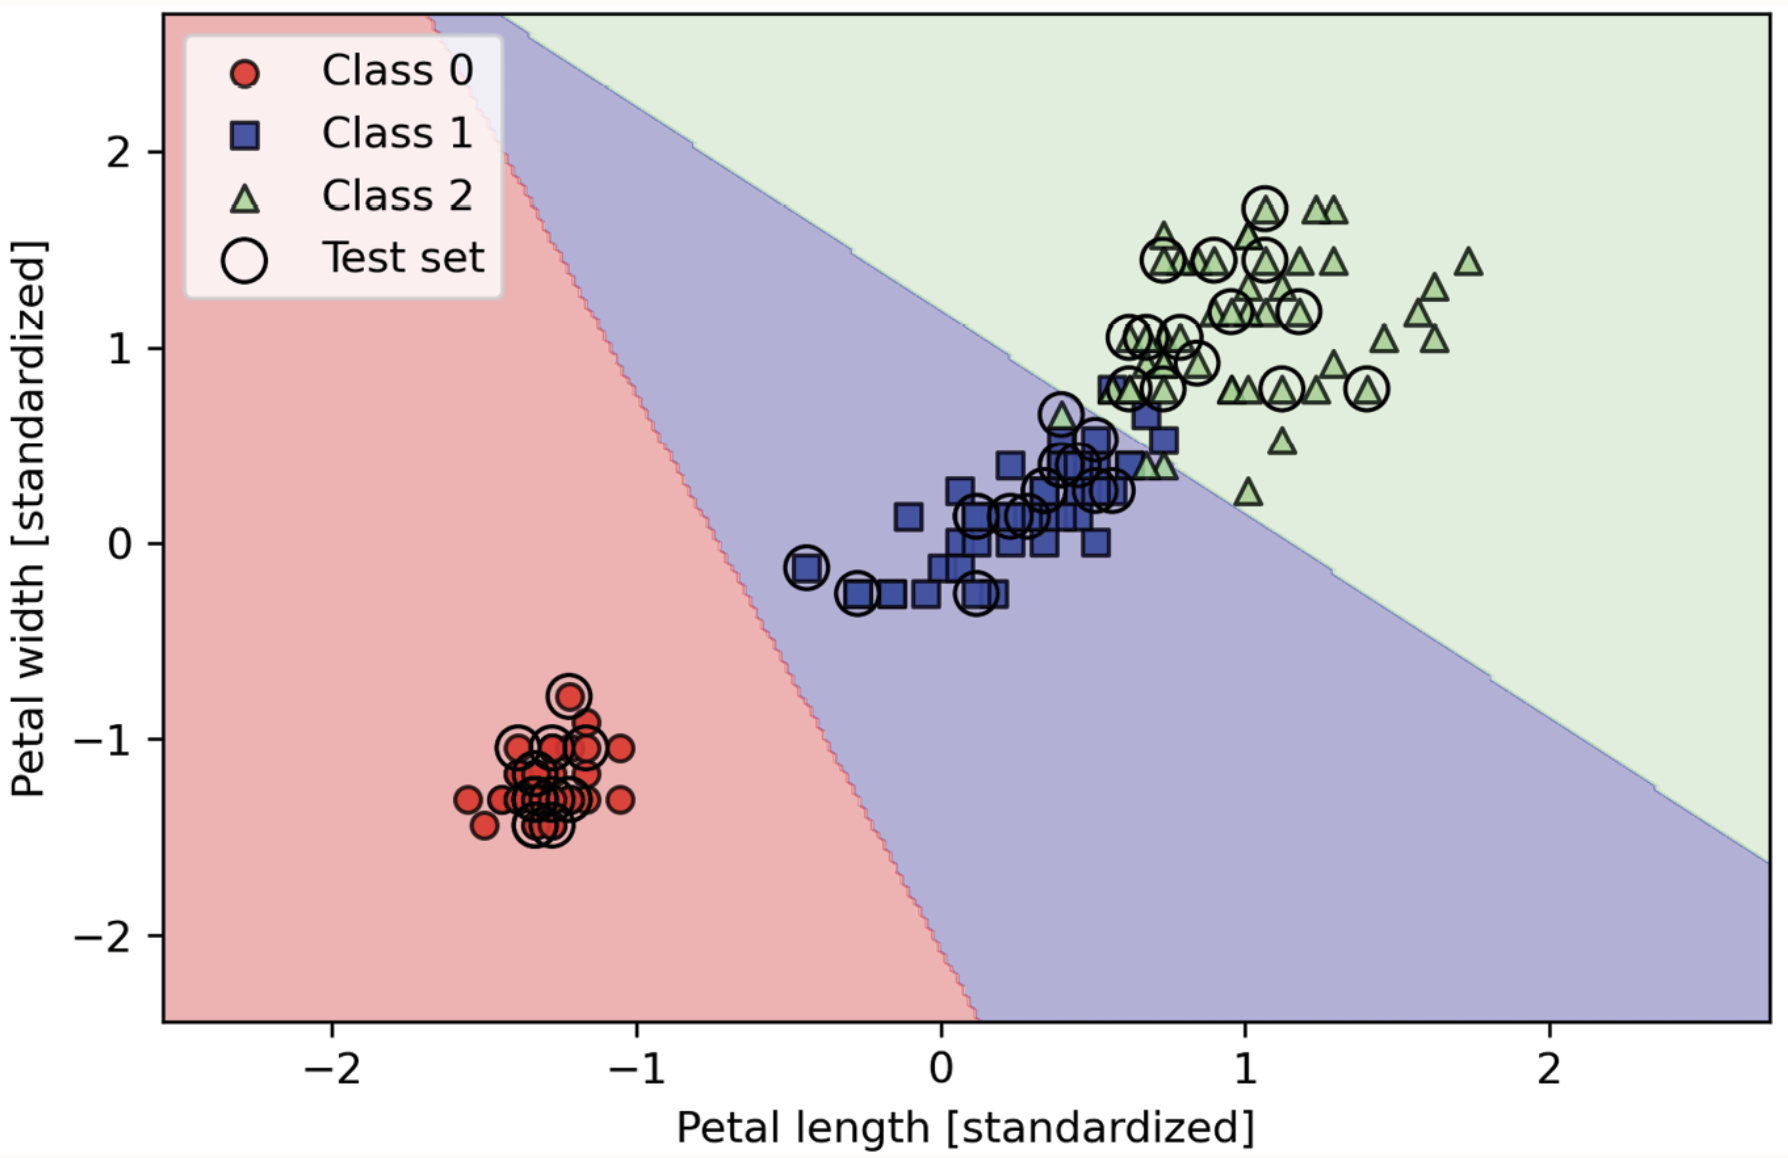 Class 0
Class 1
Class 2
Test set
2
1
0
−1
−2
Petal width [standardized]
−2
−1
0
1
2
Petal length [standardized]